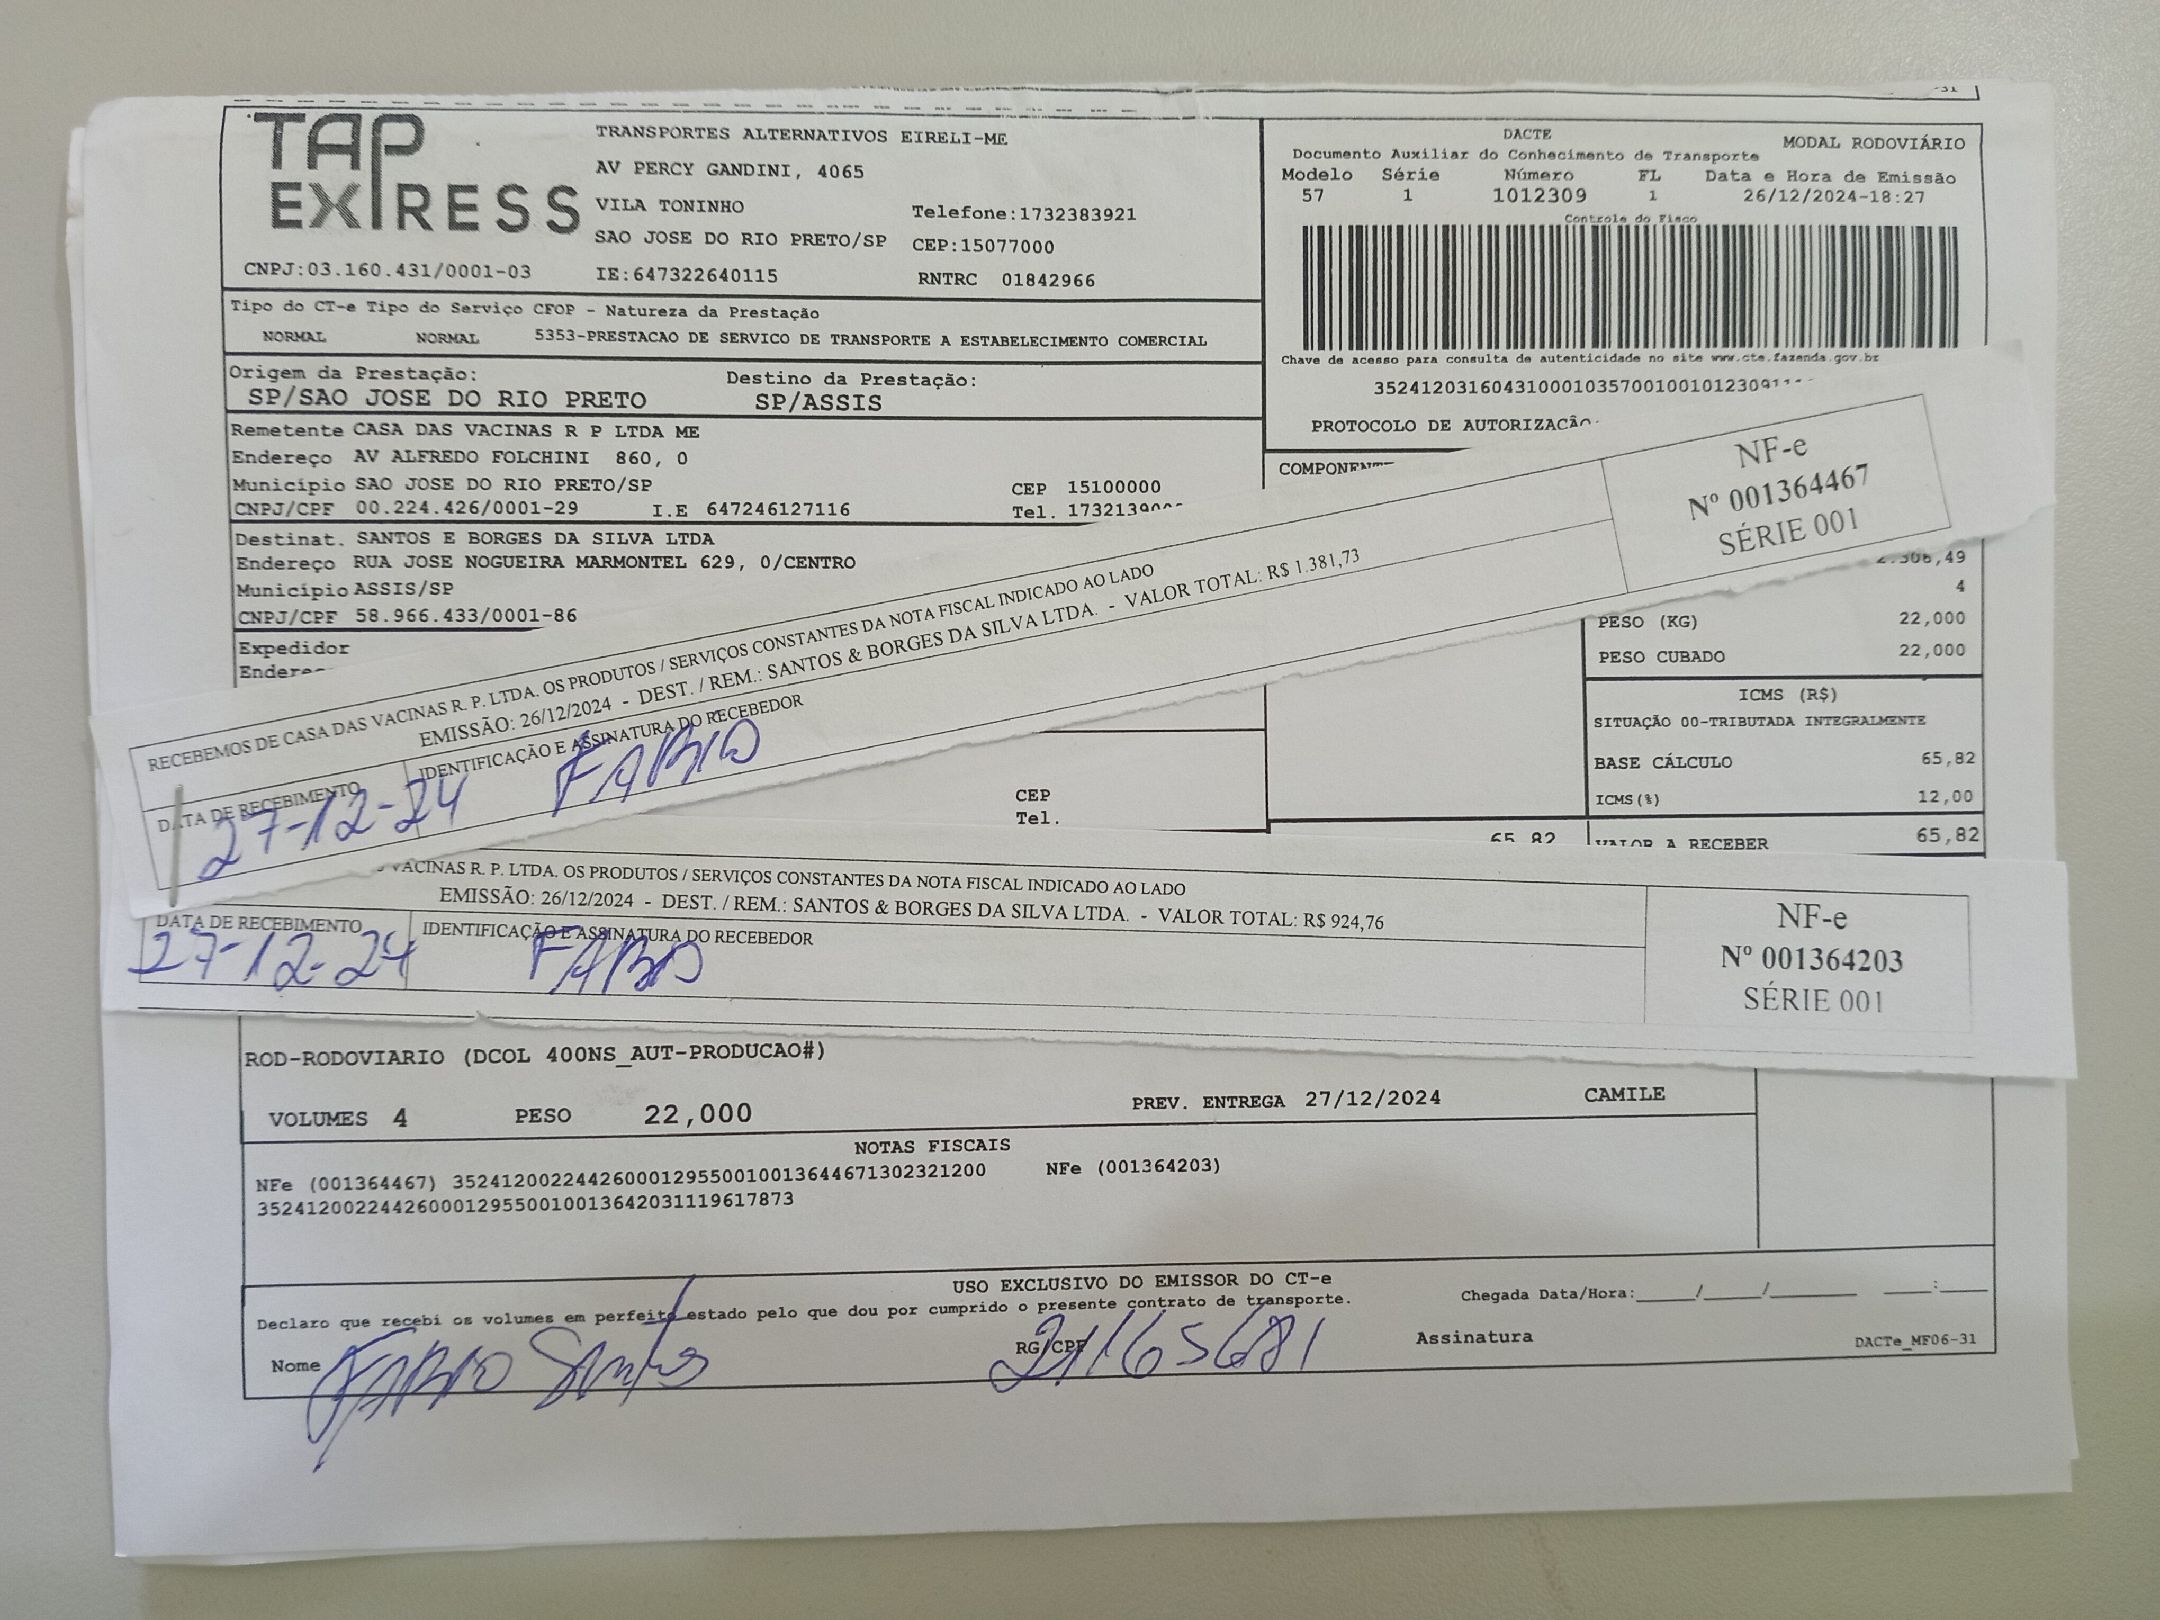 TAP EXPRESS
TRANSPORTES ALTERNATIVOS EIRELI-ME
AV PERCY GANDINI, 4065
VILA TONINHO
Telefone:1732383921
SAO JOSE DO RIO PRETO/SP
CEP:15077000
CNPJ:03.160.431/0001-03
IE:647322640115
RNTRC 01842966
DACTE
MODAL RODOVIÁRIO
Documento Auxiliar do Conhecimento de Transporte
Modelo Série Número FL Data e Hora de Emissão
57 1 1012309 1 26/12/2024-18:27
Controle do Fisco
Chave de acesso para consulta de autenticidade no site www.cte.fazenda.gov.br
PROTOCOLO DE AUTORIZAÇÃO
Tipo do CT-e Tipo do Serviço CFOP - Natureza da Prestação
NORMAL NORMAL 5353-PRESTACAO DE SERVICO DE TRANSPORTE A ESTABELECIMENTO COMERCIAL
Origem da Prestação: Destino da Prestação:
SP/SAO JOSE DO RIO PRETO SP/ASSIS
Remetente CASA DAS VACINAS R P LTDA ME
Endereço AV ALFREDO FOLCHINI 860, 0
Município SAO JOSE DO RIO PRETO/SP CEP 15100000
CNPJ/CPF 00.224.426/0001-29 I.E 647246127116 Tel.
Destinat. SANTOS E BORGES DA SILVA LTDA
Endereço RUA JOSE NOGUEIRA MARMONTEL 629, 0/CENTRO
Município ASSIS/SP
CNPJ/CPF 58.966.433/0001-86
Expedidor
4
PESO (KG) 22,000
PESO CUBADO 22,000
ICMS (R$)
SITUAÇÃO 00-TRIBUTADA INTEGRALMENTE
BASE CÁLCULO 65,82
ICMS(%) 12,00
CEP
Tel.
65,82 VALOR A RECEBER 65,82
RECEBEMOS DE CASA DAS VACINAS R. P. LTDA. OS PRODUTOS / SERVIÇOS CONSTANTES DA NOTA FISCAL INDICADO AO LADO
EMISSÃO: 26/12/2024 - DEST. / REM.: SANTOS & BORGES DA SILVA LTDA. - VALOR TOTAL: R$ 1.381,73
DATA DE RECEBIMENTO
IDENTIFICAÇÃO E ASSINATURA DO RECEBEDOR
27-12-24 FABIO
NF-e
Nº 001364467
SÉRIE 001
VACINAS R. P. LTDA. OS PRODUTOS / SERVIÇOS CONSTANTES DA NOTA FISCAL INDICADO AO LADO
EMISSÃO: 26/12/2024 - DEST. / REM.: SANTOS & BORGES DA SILVA LTDA. - VALOR TOTAL: R$ 924,76
DATA DE RECEBIMENTO
IDENTIFICAÇÃO E ASSINATURA DO RECEBEDOR
27-12-24 FABIO
NF-e
Nº 001364203
SÉRIE 001
ROD-RODOVIARIO (DCOL 400NS_AUT-PRODUCAO#)
VOLUMES 4 PESO 22,000 PREV. ENTREGA 27/12/2024 CAMILE
NOTAS FISCAIS
NFe (001364467) 35241200224426000129550010013644671302321200 NFe (001364203)
35241200224426000129550010013642031119617873
USO EXCLUSIVO DO EMISSOR DO CT-e
Declaro que recebi os volumes em perfeito estado pelo que dou por cumprido o presente contrato de transporte.
Chegada Data/Hora:_____/_____/_______ ____:____
Nome FABIO Santos RG/CPF 21165681 Assinatura
DACTe_MF06-31